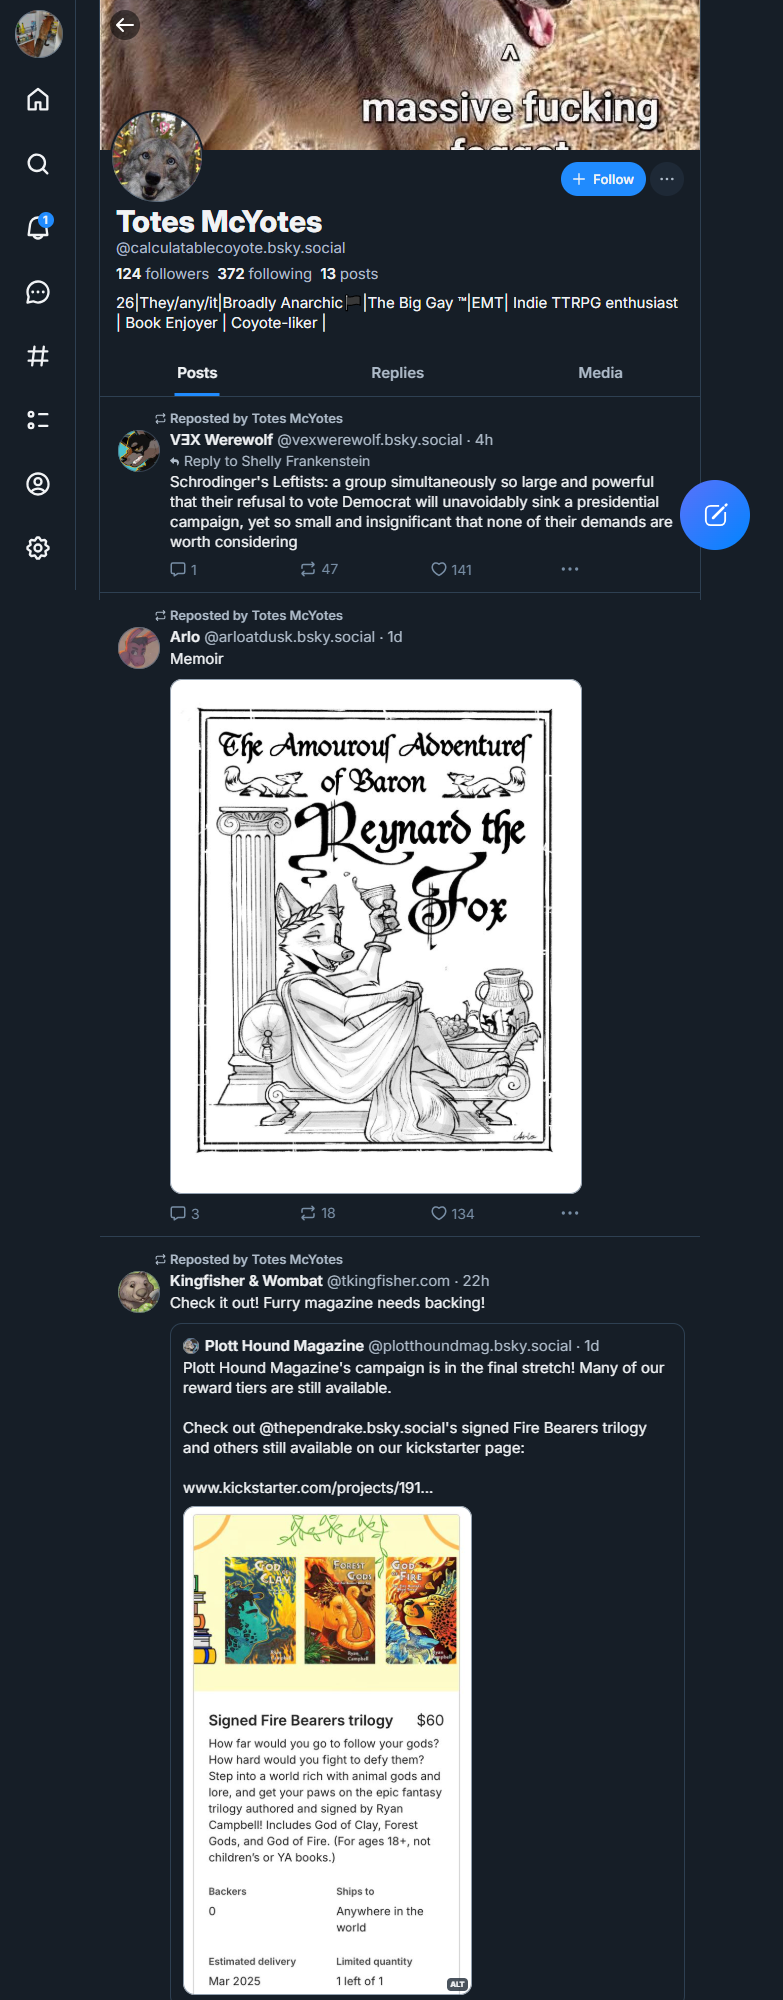 ^
massive fucking
faggot
Follow
Totes McYotes
@calculatablecoyote.bsky.social
124 followers 372 following 13 posts
26|They/any/it|Broadly Anarchic🏴|The Big Gay ™|EMT| Indie TTRPG enthusiast
| Book Enjoyer | Coyote-liker |
1
Posts Replies Media
Reposted by Totes McYotes
VƎX Werewolf @vexwerewolf.bsky.social · 4h
Reply to Shelly Frankenstein
Schrodinger's Leftists: a group simultaneously so large and powerful
that their refusal to vote Democrat will unavoidably sink a presidential
campaign, yet so small and insignificant that none of their demands are
worth considering
1 47 141
Reposted by Totes McYotes
Arlo @arloatdusk.bsky.social · 1d
Memoir
The Amourouſ Adventureſ
of Baron
Reynard the
Fox
Arlo
3 18 134
Reposted by Totes McYotes
Kingfisher & Wombat @tkingfisher.com · 22h
Check it out! Furry magazine needs backing!
Plott Hound Magazine @plotthoundmag.bsky.social · 1d
Plott Hound Magazine's campaign is in the final stretch! Many of our
reward tiers are still available.
Check out @thependrake.bsky.social's signed Fire Bearers trilogy
and others still available on our kickstarter page:
www.kickstarter.com/projects/191...
GOD CLAY
FOREST GODS
GOD FIRE
Ryan Campbell
Signed Fire Bearers trilogy $60
How far would you go to follow your gods?
How hard would you fight to defy them?
Step into a world rich with animal gods and
lore, and get your paws on the epic fantasy
trilogy authored and signed by Ryan
Campbell! Includes God of Clay, Forest
Gods, and God of Fire. (For ages 18+, not
children's or YA books.)
Backers Ships to
0 Anywhere in the
world
Estimated delivery Limited quantity
Mar 2025 1 left of 1
ALT